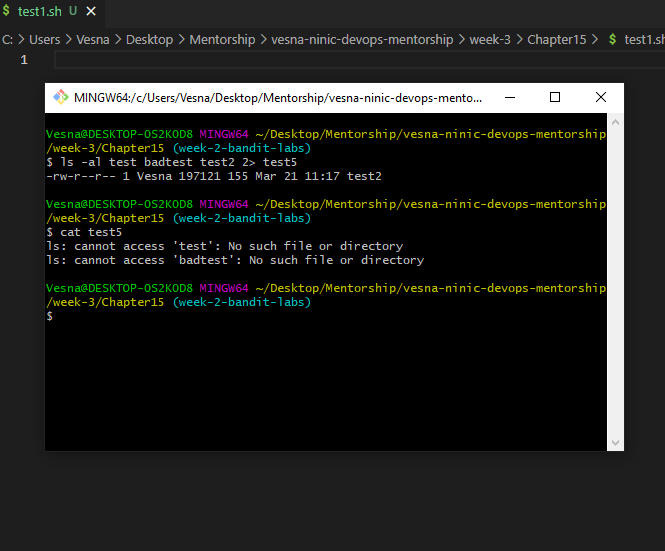 $ test1.sh U ×
C: > Users > Vesna > Desktop > Mentorship > vesna-ninic-devops-mentorship > week-3 > Chapter15 > $ test1.sh
1
MINGW64:/c/Users/Vesna/Desktop/Mentorship/vesna-ninic-devops-mento...
Vesna@DESKTOP-OS2KOD8 MINGW64 ~/Desktop/Mentorship/vesna-ninic-devops-mentorship
/week-3/Chapter15 (week-2-bandit-labs)
$ ls -al test badtest test2 2> test5
-rw-r--r-- 1 Vesna 197121 155 Mar 21 11:17 test2
Vesna@DESKTOP-OS2KOD8 MINGW64 ~/Desktop/Mentorship/vesna-ninic-devops-mentorship
/week-3/Chapter15 (week-2-bandit-labs)
$ cat test5
ls: cannot access 'test': No such file or directory
ls: cannot access 'badtest': No such file or directory
Vesna@DESKTOP-OS2KOD8 MINGW64 ~/Desktop/Mentorship/vesna-ninic-devops-mentorship
/week-3/Chapter15 (week-2-bandit-labs)
$